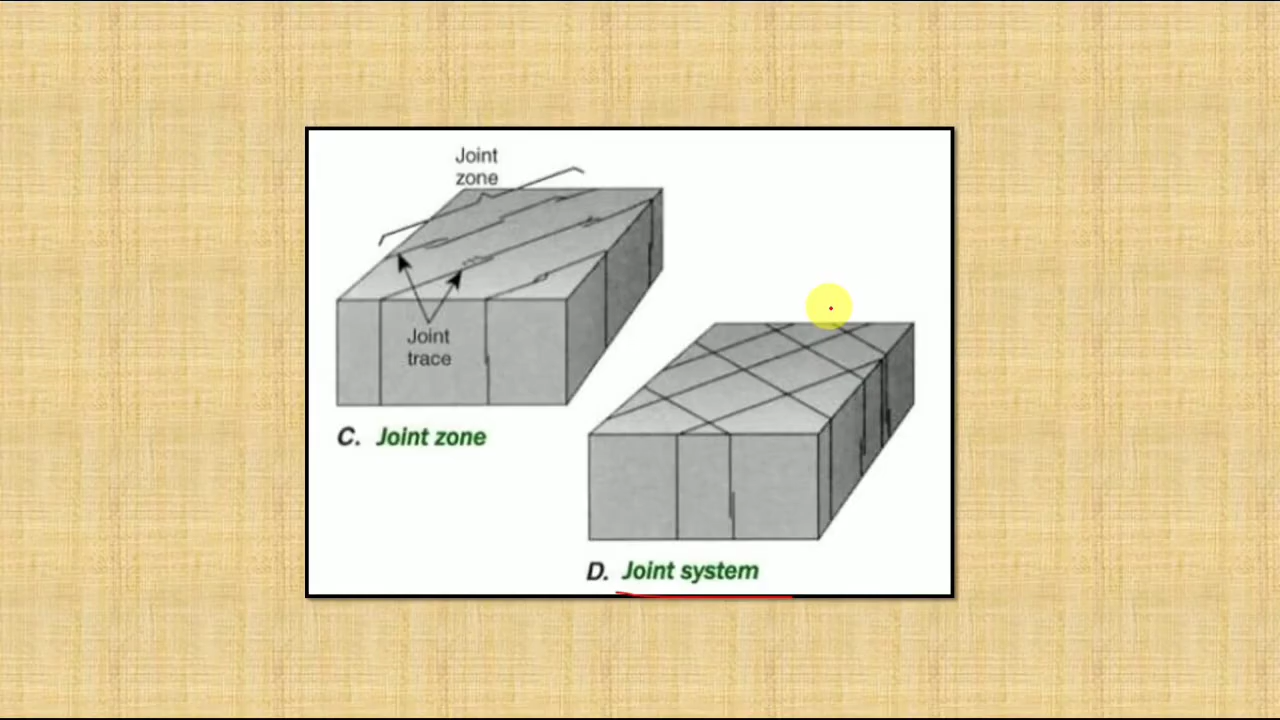 Joint
zone
Joint
trace
C. Joint zone
D. Joint system